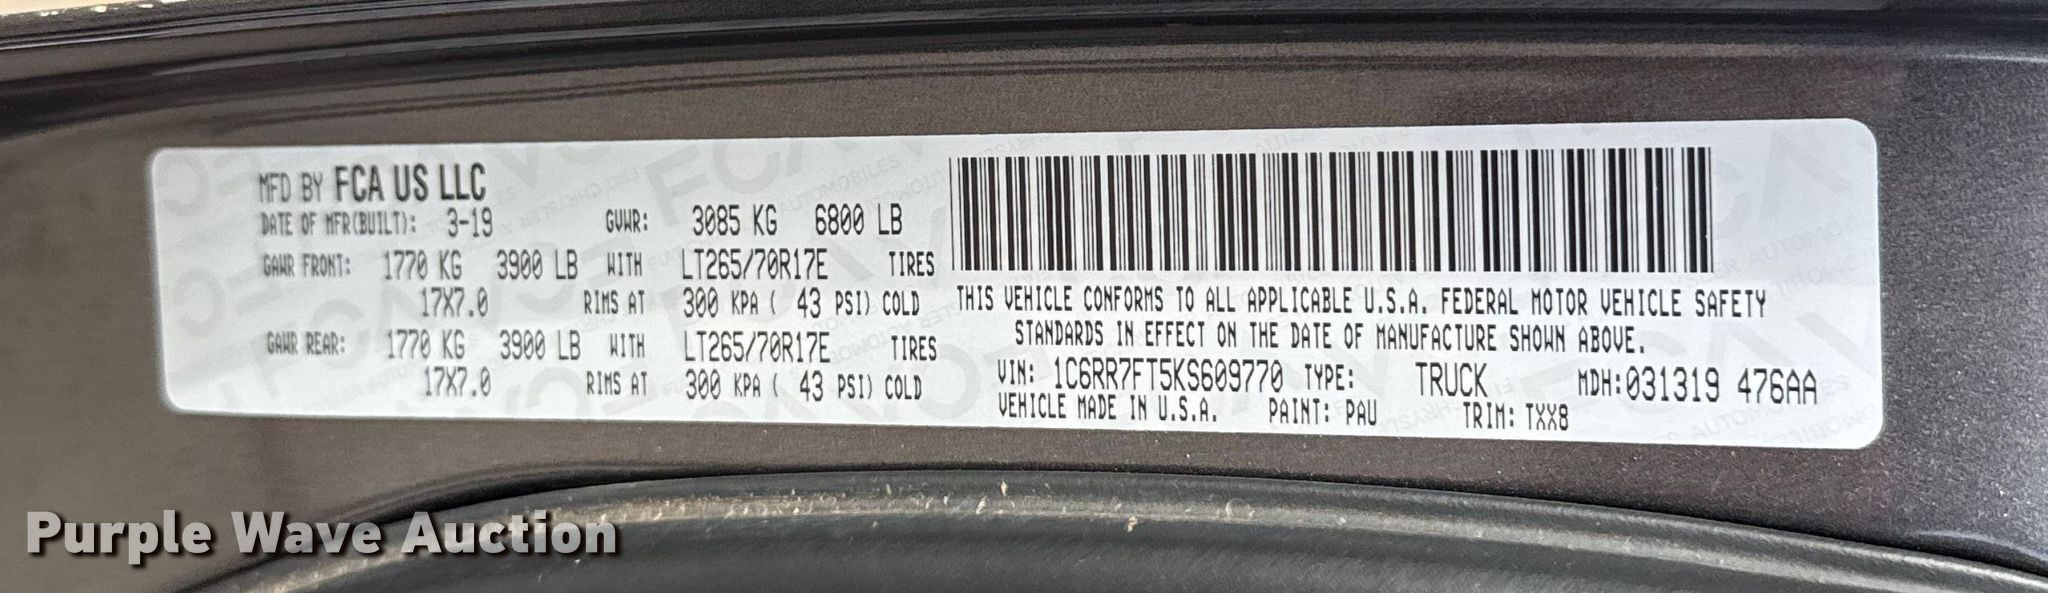 MFD BY FCA US LLC
DATE OF MFR(BUILT): 3-19 GVWR: 3085 KG 6800 LB
GAWR FRONT: 1770 KG 3900 LB WITH LT265/70R17E TIRES
17X7.0 RIMS AT 300 KPA ( 43 PSI) COLD
GAWR REAR: 1770 KG 3900 LB WITH LT265/70R17E TIRES
17X7.0 RIMS AT 300 KPA ( 43 PSI) COLD
THIS VEHICLE CONFORMS TO ALL APPLICABLE U.S.A. FEDERAL MOTOR VEHICLE SAFETY
STANDARDS IN EFFECT ON THE DATE OF MANUFACTURE SHOWN ABOVE.
VIN: 1C6RR7FT5KS609770 TYPE: TRUCK MDH:031319 476AA
VEHICLE MADE IN U.S.A. PAINT: PAU TRIM: TXX8
Purple Wave Auction